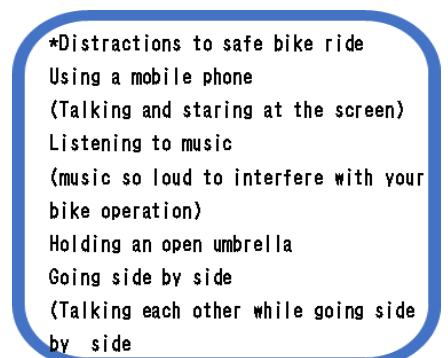 *Distractions to safe bike ride
Using a mobile phone
(Talking and staring at the screen)
Listening to music
(music so loud to interfere with your
bike operation)
Holding an open umbrella
Going side by side
(Talking each other while going side
by side